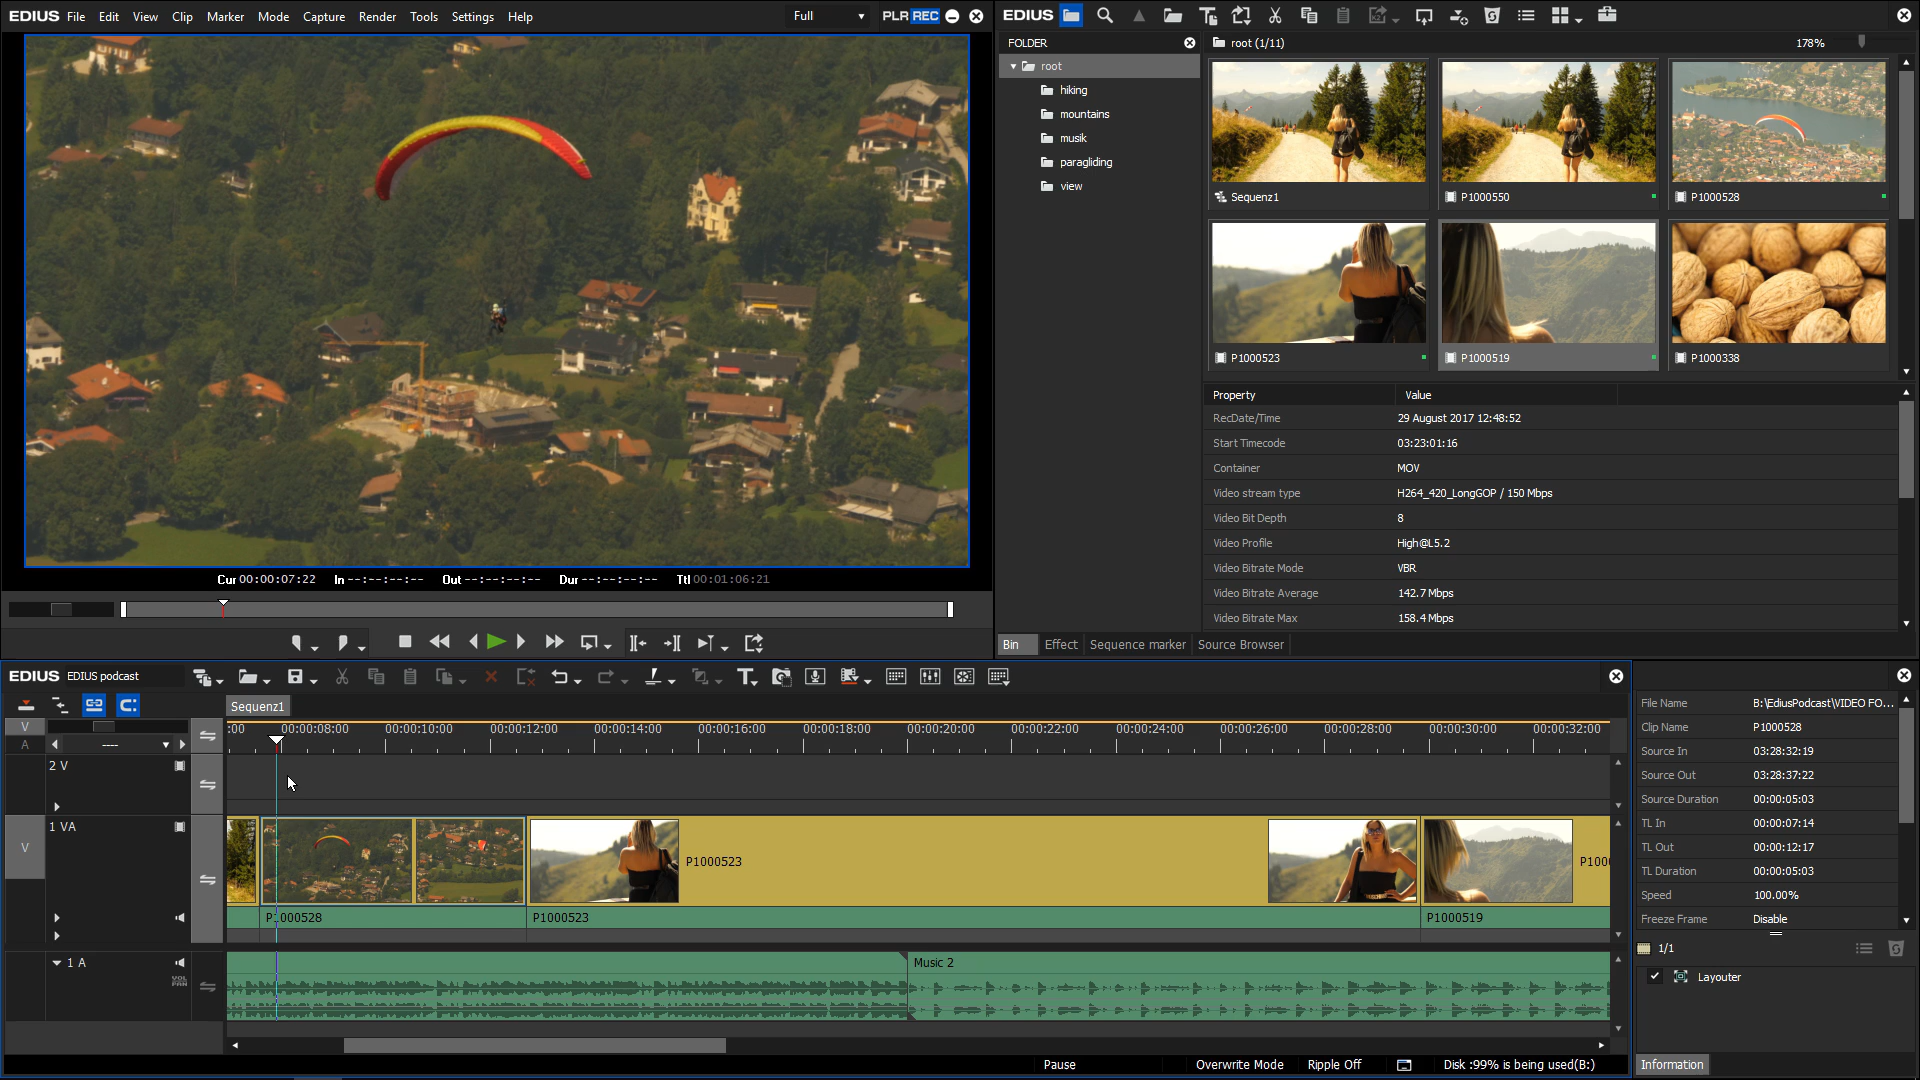 EDIUS File Edit View Clip Marker Mode Capture Render Tools Settings Help Full PLR REC
Cur 00:00:07:22 In --:--:--:-- Out --:--:--:-- Dur --:--:--:-- Ttl 00:01:06:21
EDIUS
FOLDER
root (1/11) 178%
root
hiking
mountains
musik
paragliding
view
Sequenz1 P1000550 P1000528
P1000523 P1000519 P1000338
Property Value
RecDate/Time 29 August 2017 12:48:52
Start Timecode 03:23:01:16
Container MOV
Video stream type H264_420_LongGOP / 150 Mbps
Video Bit Depth 8
Video Profile High@L5.2
Video Bitrate Mode VBR
Video Bitrate Average 142.7 Mbps
Video Bitrate Max 158.4 Mbps
Bin Effect Sequence marker Source Browser
EDIUS EDIUS podcast
Sequenz1
V
A ----
:00 00:00:08:00 00:00:10:00 00:00:12:00 00:00:14:00 00:00:16:00 00:00:18:00 00:00:20:00 00:00:22:00 00:00:24:00 00:00:26:00 00:00:28:00 00:00:30:00 00:00:32:00
2 V
1 VA
V
P1000523 P100
P1000528 P1000523 P1000519
1 A
VOL
PAN
Music 2
Pause Overwrite Mode Ripple Off Disk :99% is being used(B:)
File Name B:\EdiusPodcast\VIDEO FO...
Clip Name P1000528
Source In 03:28:32:19
Source Out 03:28:37:22
Source Duration 00:00:05:03
TL In 00:00:07:14
TL Out 00:00:12:17
TL Duration 00:00:05:03
Speed 100.00%
Freeze Frame Disable
1/1
Layouter
Information